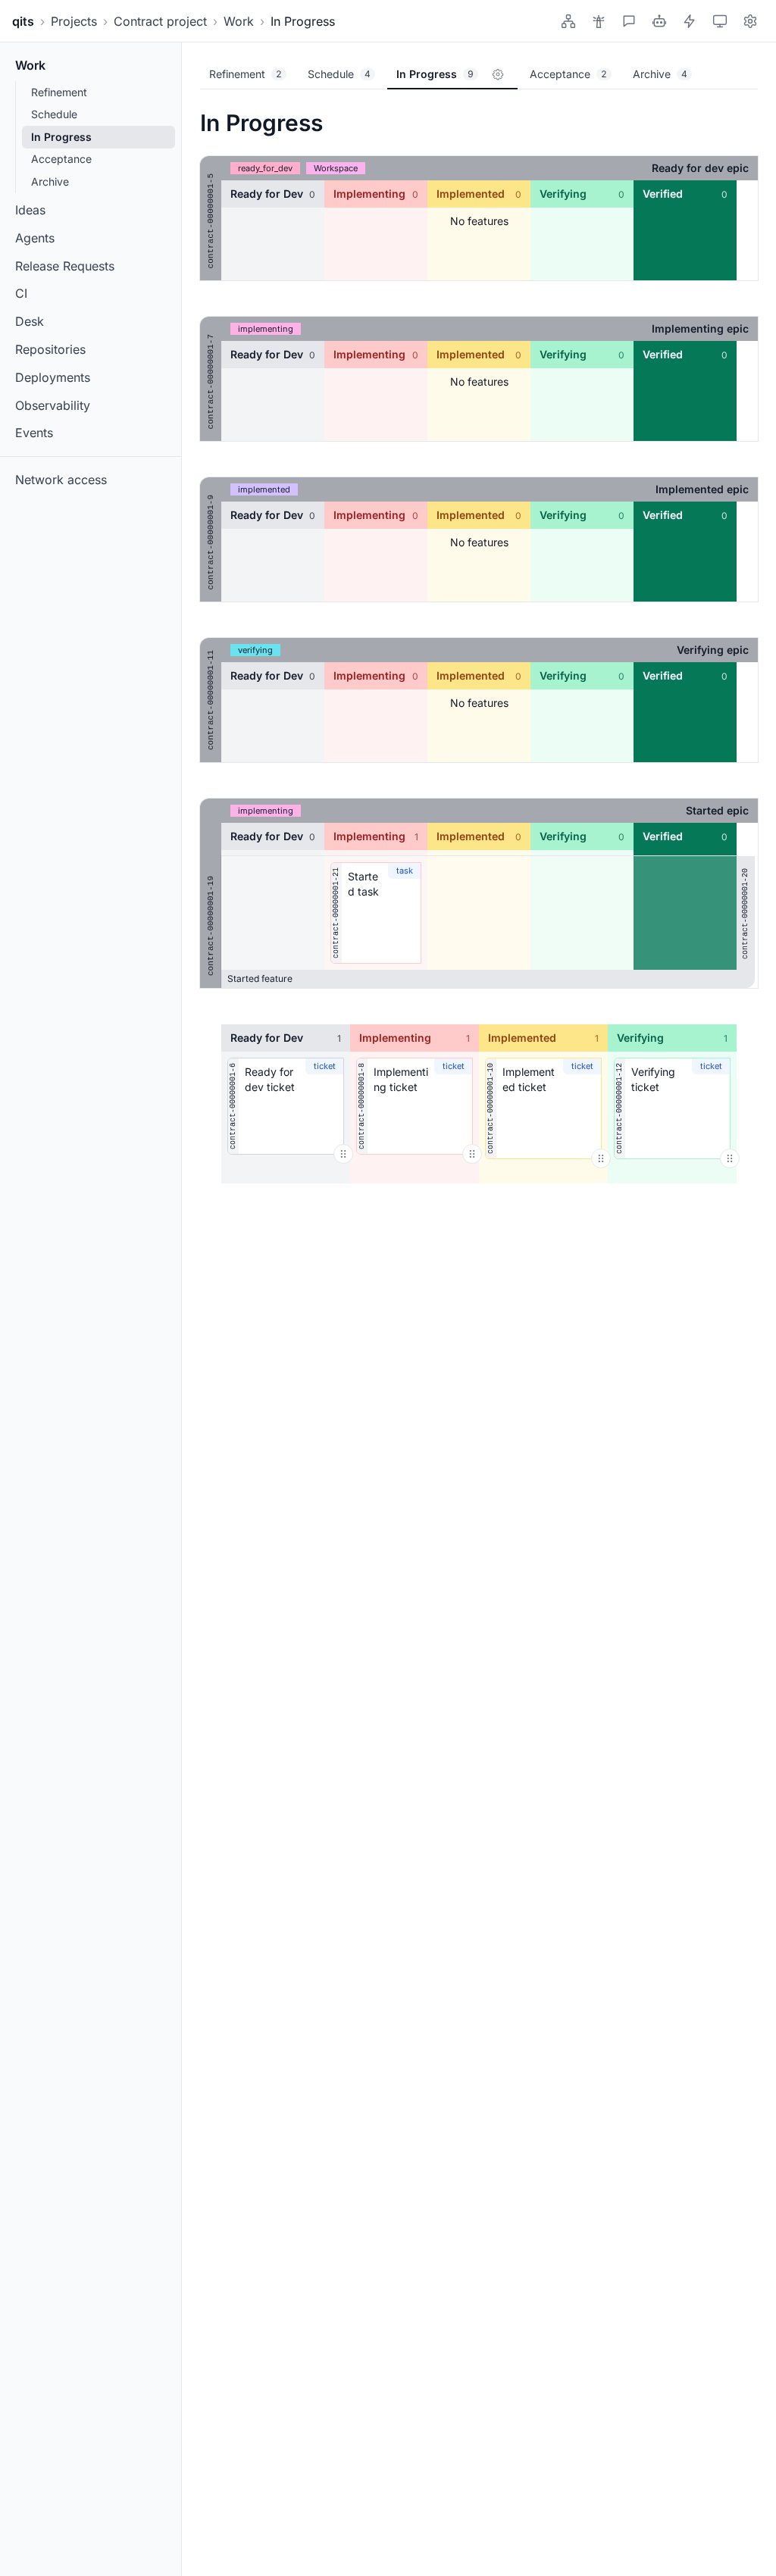 qits › Projects › Contract project › Work › In Progress
Work
Refinement
Schedule
In Progress
Acceptance
Archive
Ideas
Agents
Release Requests
CI
Desk
Repositories
Deployments
Observability
Events
Network access
Refinement 2 Schedule 4 In Progress 9 Acceptance 2 Archive 4
In Progress
contract-00000001-5
ready_for_dev Workspace Ready for dev epic
Ready for Dev 0 Implementing 0 Implemented 0 Verifying 0 Verified 0
No features
contract-00000001-7
implementing Implementing epic
Ready for Dev 0 Implementing 0 Implemented 0 Verifying 0 Verified 0
No features
contract-00000001-9
implemented Implemented epic
Ready for Dev 0 Implementing 0 Implemented 0 Verifying 0 Verified 0
No features
contract-00000001-11
verifying Verifying epic
Ready for Dev 0 Implementing 0 Implemented 0 Verifying 0 Verified 0
No features
contract-00000001-19
implementing Started epic
Ready for Dev 0 Implementing 1 Implemented 0 Verifying 0 Verified 0
contract-00000001-21
task
Starte
d task
contract-00000001-20
Started feature
Ready for Dev 1 Implementing 1 Implemented 1 Verifying 1
contract-00000001-6
ticket
Ready for
dev ticket
contract-00000001-8
ticket
Implementi
ng ticket
contract-00000001-10
ticket
Implement
ed ticket
contract-00000001-12
ticket
Verifying
ticket